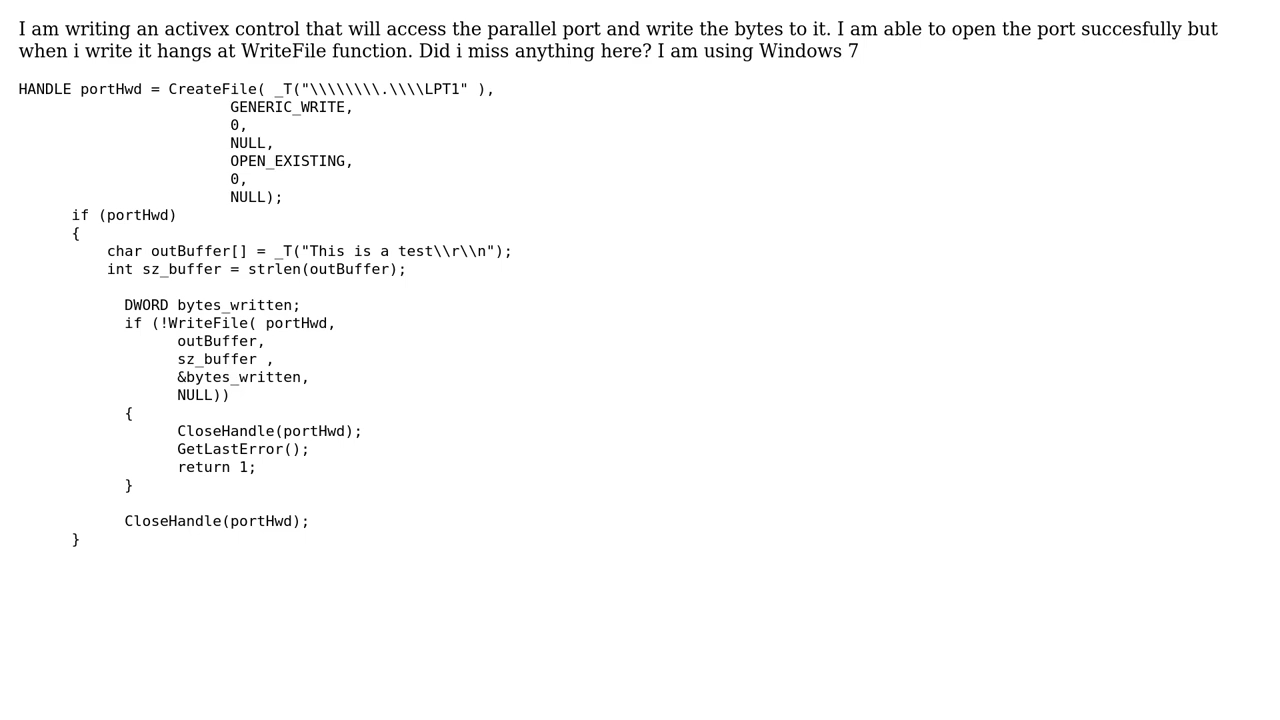 I am writing an activex control that will access the parallel port and write the bytes to it. I am able to open the port succesfully but
when i write it hangs at WriteFile function. Did i miss anything here? I am using Windows 7
HANDLE portHwd = CreateFile( _T("\\\\\\\\.\\\\LPT1" ),
GENERIC_WRITE,
0,
NULL,
OPEN_EXISTING,
0,
NULL);
if (portHwd)
{
char outBuffer[] = _T("This is a test\\r\\n");
int sz_buffer = strlen(outBuffer);
DWORD bytes_written;
if (!WriteFile( portHwd,
outBuffer,
sz_buffer ,
&bytes_written,
NULL))
{
CloseHandle(portHwd);
GetLastError();
return 1;
}
CloseHandle(portHwd);
}